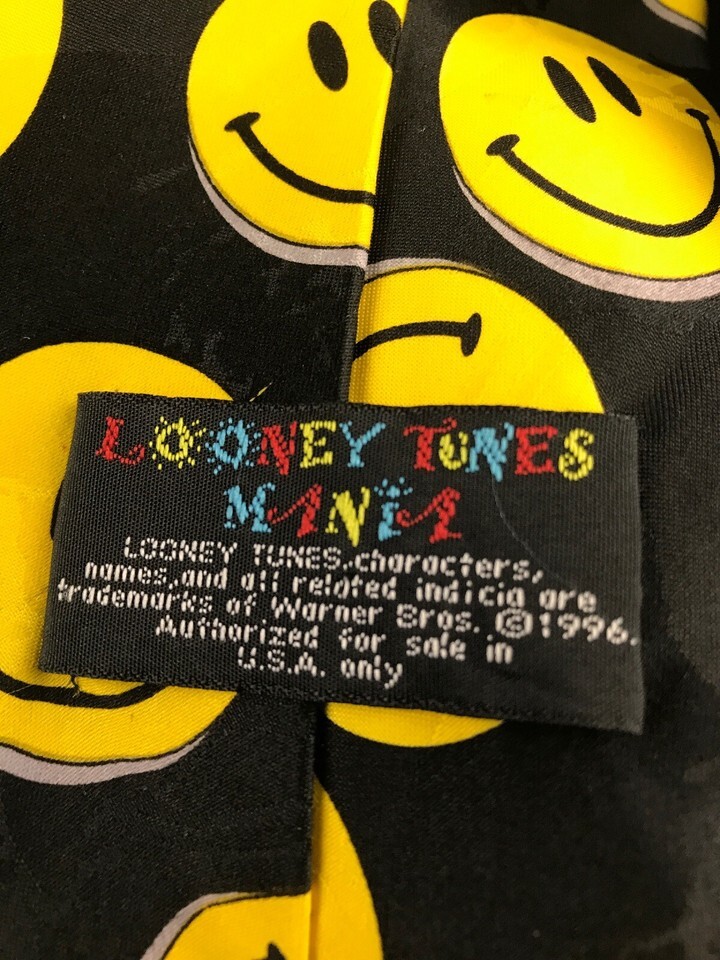 LOONEY TUNES
MANIA
LOONEY TUNES, characters,
names, and all related indicia are
trademarks of Warner Bros. ©1996.
Authorized for sale in
U.S.A. only